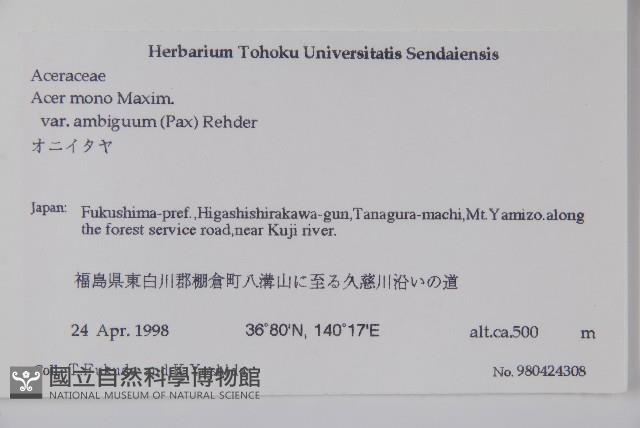 Herbarium Tohoku Universitatis Sendaiensis
Aceraceae
Acer mono Maxim.
var. ambiguum (Pax) Rehder
オニイタヤ
Japan: Fukushima-pref.,Higashishirakawa-gun,Tanagura-machi,Mt.Yamizo.along
the forest service road,near Kuji river.
福島県東白川郡棚倉町八溝山に至る久慈川沿いの道
24 Apr. 1998 36°80'N, 140°17'E alt.ca.500 m
No. 980424308
國立自然科學博物館
NATIONAL MUSEUM OF NATURAL SCIENCE